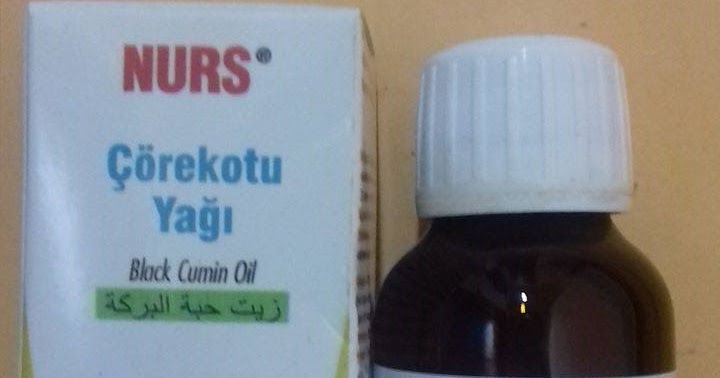 NURS®
Çörekotu
Yağı
Black Cumin Oil
زيت حبة البركة